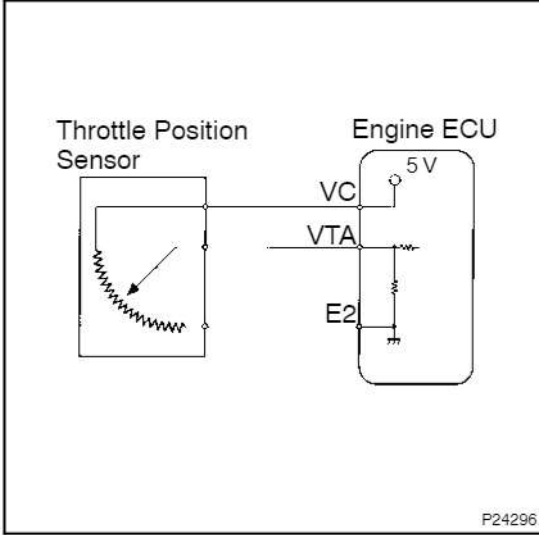 Throttle Position
Sensor
Engine ECU
5 V
VC
VTA
E2
P24296